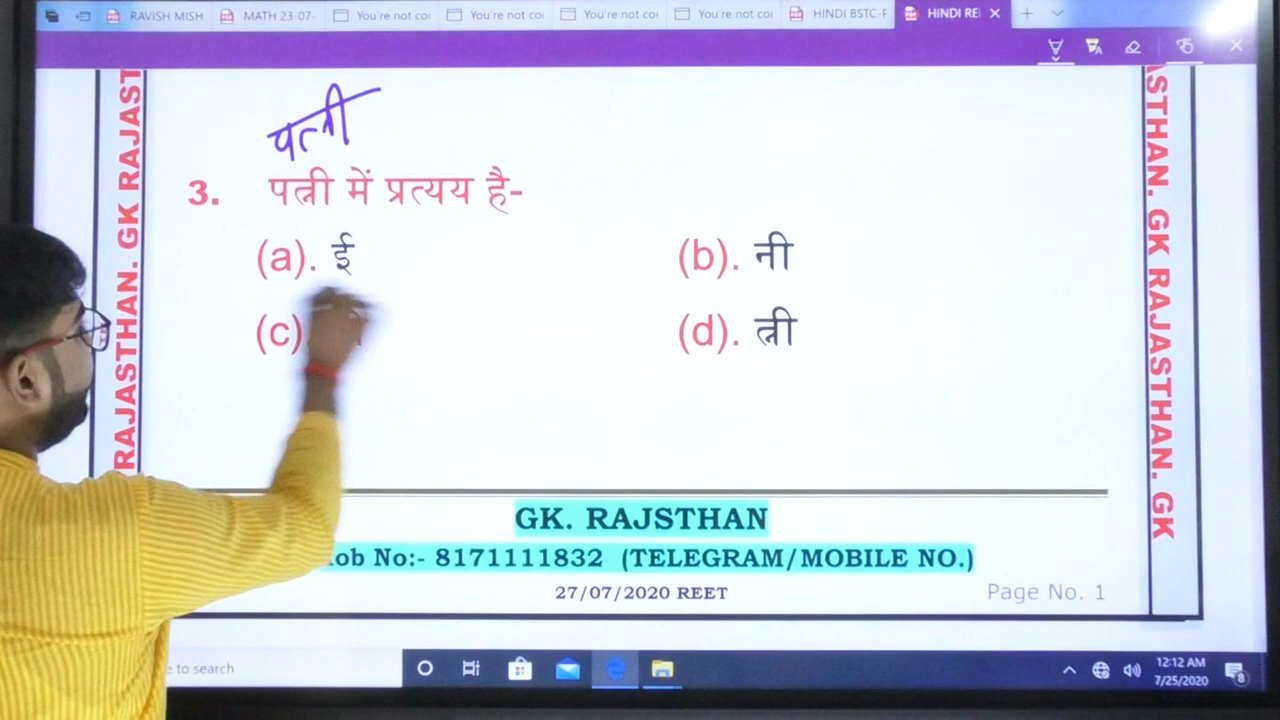 RAVISH MISH MATH 23-07- You're not co You're not co You're not co You're not co HINDI BSTC-F HINDI RE
पत्नी
3. पत्नी में प्रत्यय है-
(a). ई (b). नी
(c) (d). त्नी
GK. RAJSTHAN
ob No:- 8171111832 (TELEGRAM/MOBILE NO.)
27/07/2020 REET
Page No. 1
RAJASTHAN. GK RAJAST
ASTHAN. GK RAJASTHAN. GK
e to search
12:12 AM
7/25/2020
8